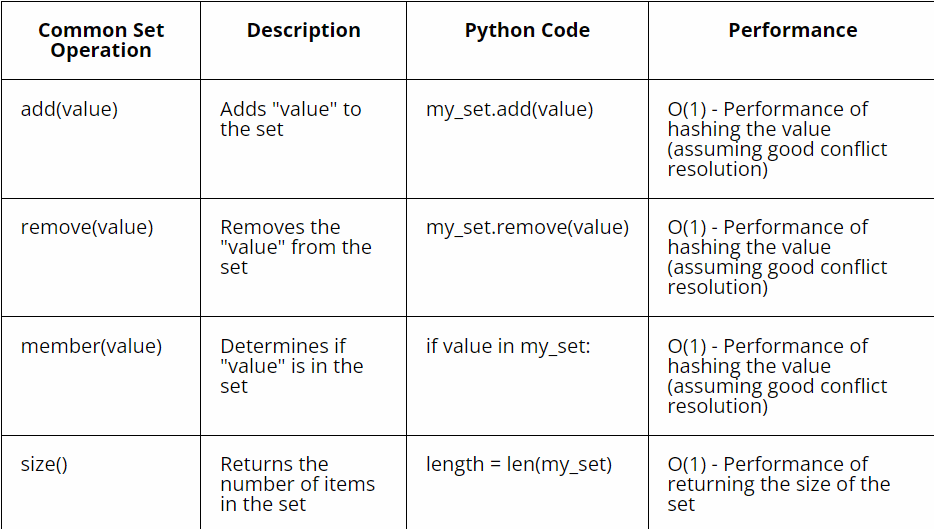 Common Set
Operation
Description
Python Code
Performance
add(value)
Adds "value" to
the set
my_set.add(value)
O(1) - Performance of
hashing the value
(assuming good conflict
resolution)
remove(value)
Removes the
"value" from the
set
my_set.remove(value)
O(1) - Performance of
hashing the value
(assuming good conflict
resolution)
member(value)
Determines if
"value" is in the
set
if value in my_set:
O(1) - Performance of
hashing the value
(assuming good conflict
resolution)
size()
Returns the
number of items
in the set
length = len(my_set)
O(1) - Performance of
returning the size of the
set